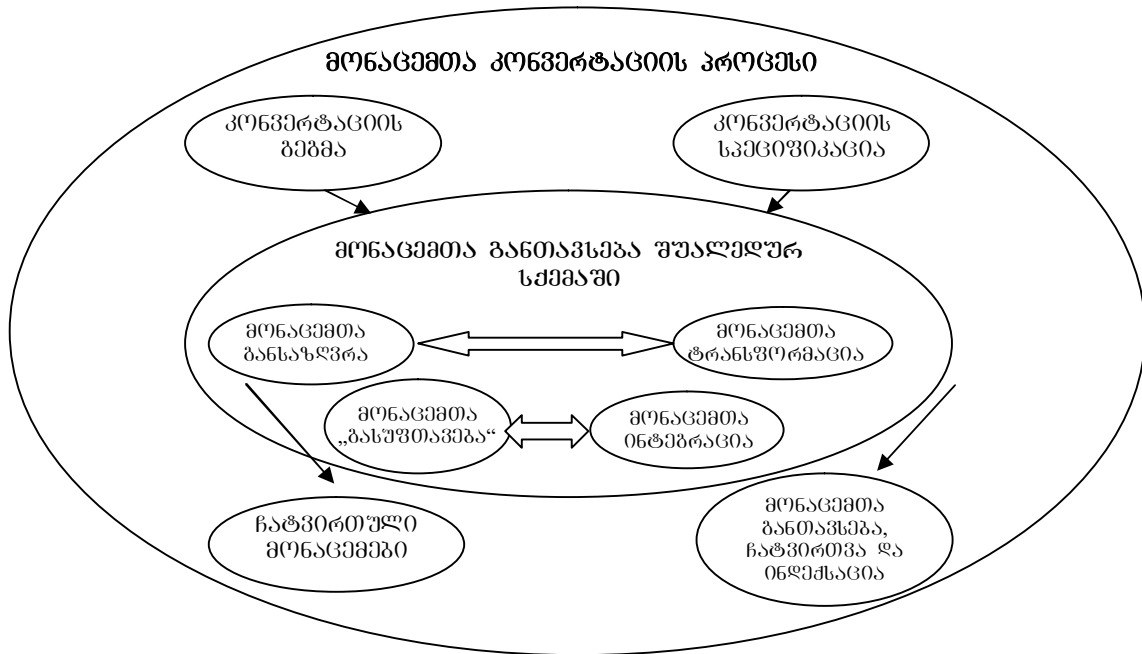 მონაცემთა კონვერტაციის პროცესი
კონვერტაციის
გეგმა
კონვერტაციის
სპეციფიკაცია
მონაცემთა განთავსება შუალედურ
სქემაში
მონაცემთა
განსაზღვრა
მონაცემთა
ტრანსფორმაცია
მონაცემთა
„გასუფთავება“
მონაცემთა
ინტეგრაცია
ჩატვირთული
მონაცემები
მონაცემთა
განთავსება,
ჩატვირთვა და
ინდექსაცია